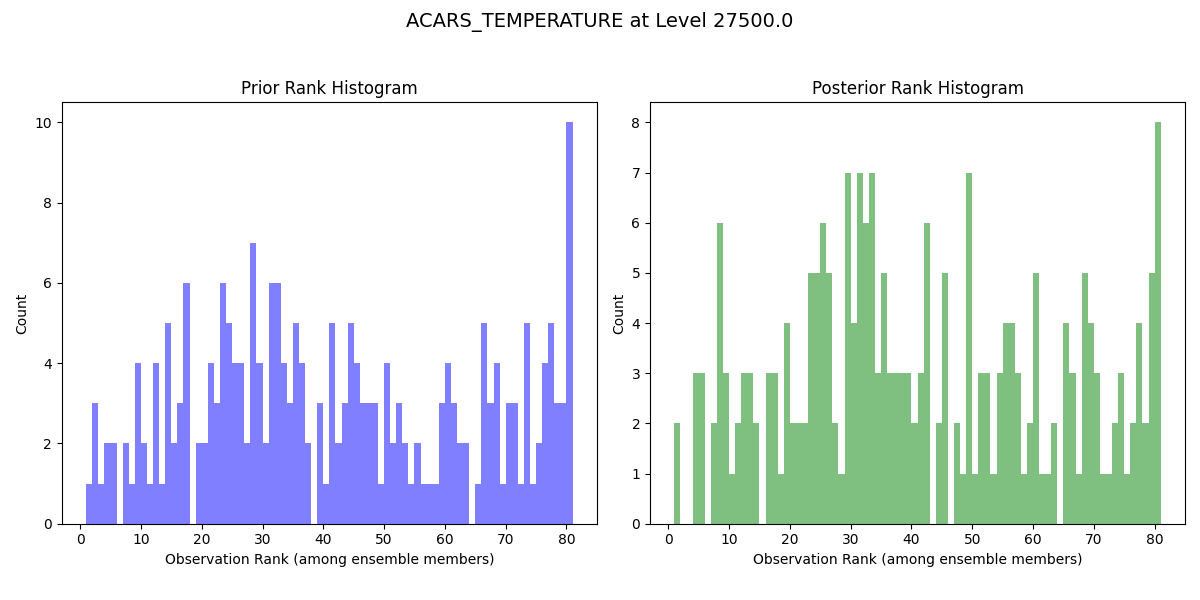 ACARS_TEMPERATURE at Level 27500.0
Prior Rank Histogram
Count
10
8
6
4
2
0
0 10 20 30 40 50 60 70 80
Observation Rank (among ensemble members)
Posterior Rank Histogram
Count
8
7
6
5
4
3
2
1
0
0 10 20 30 40 50 60 70 80
Observation Rank (among ensemble members)